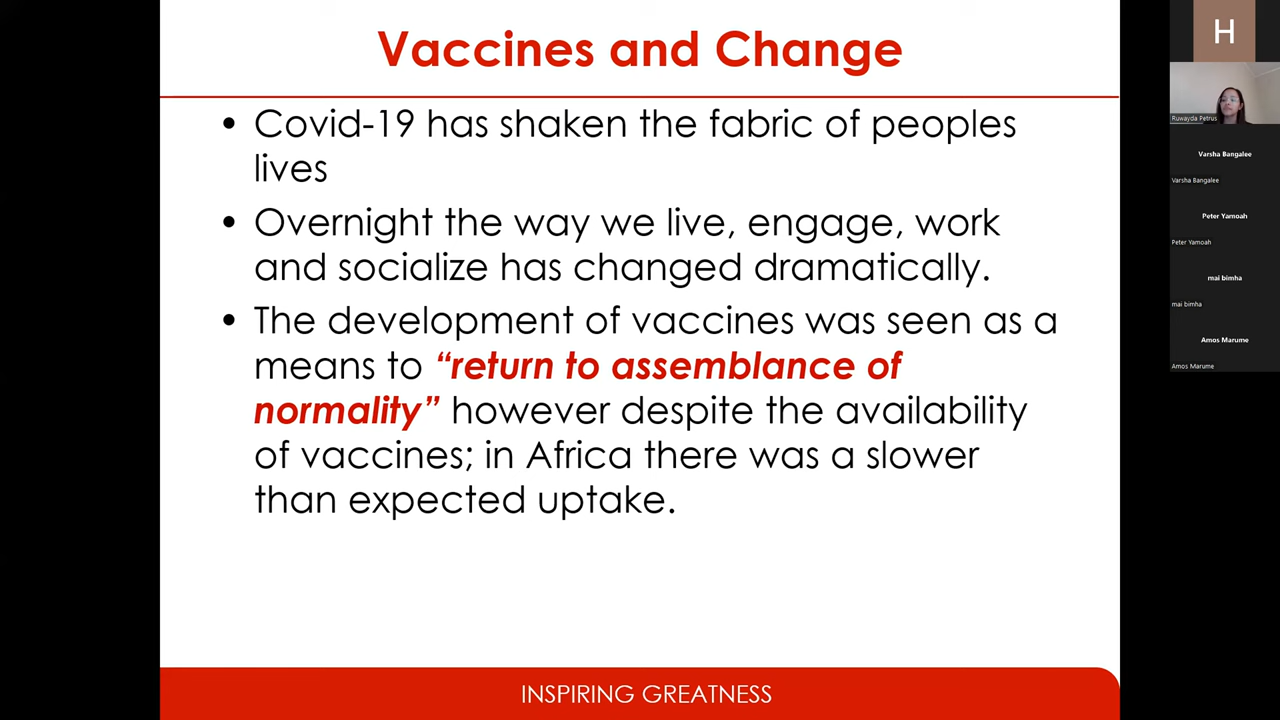 Vaccines and Change
• Covid-19 has shaken the fabric of peoples
lives
• Overnight the way we live, engage, work
and socialize has changed dramatically.
• The development of vaccines was seen as a
means to “return to assemblance of
normality” however despite the availability
of vaccines; in Africa there was a slower
than expected uptake.
INSPIRING GREATNESS
H
Ruwayda Petrus
Varsha Bangalee
Varsha Bangalee
Peter Yamoah
Peter Yamoah
mai bimha
mai bimha
Amos Marume
Amos Marume